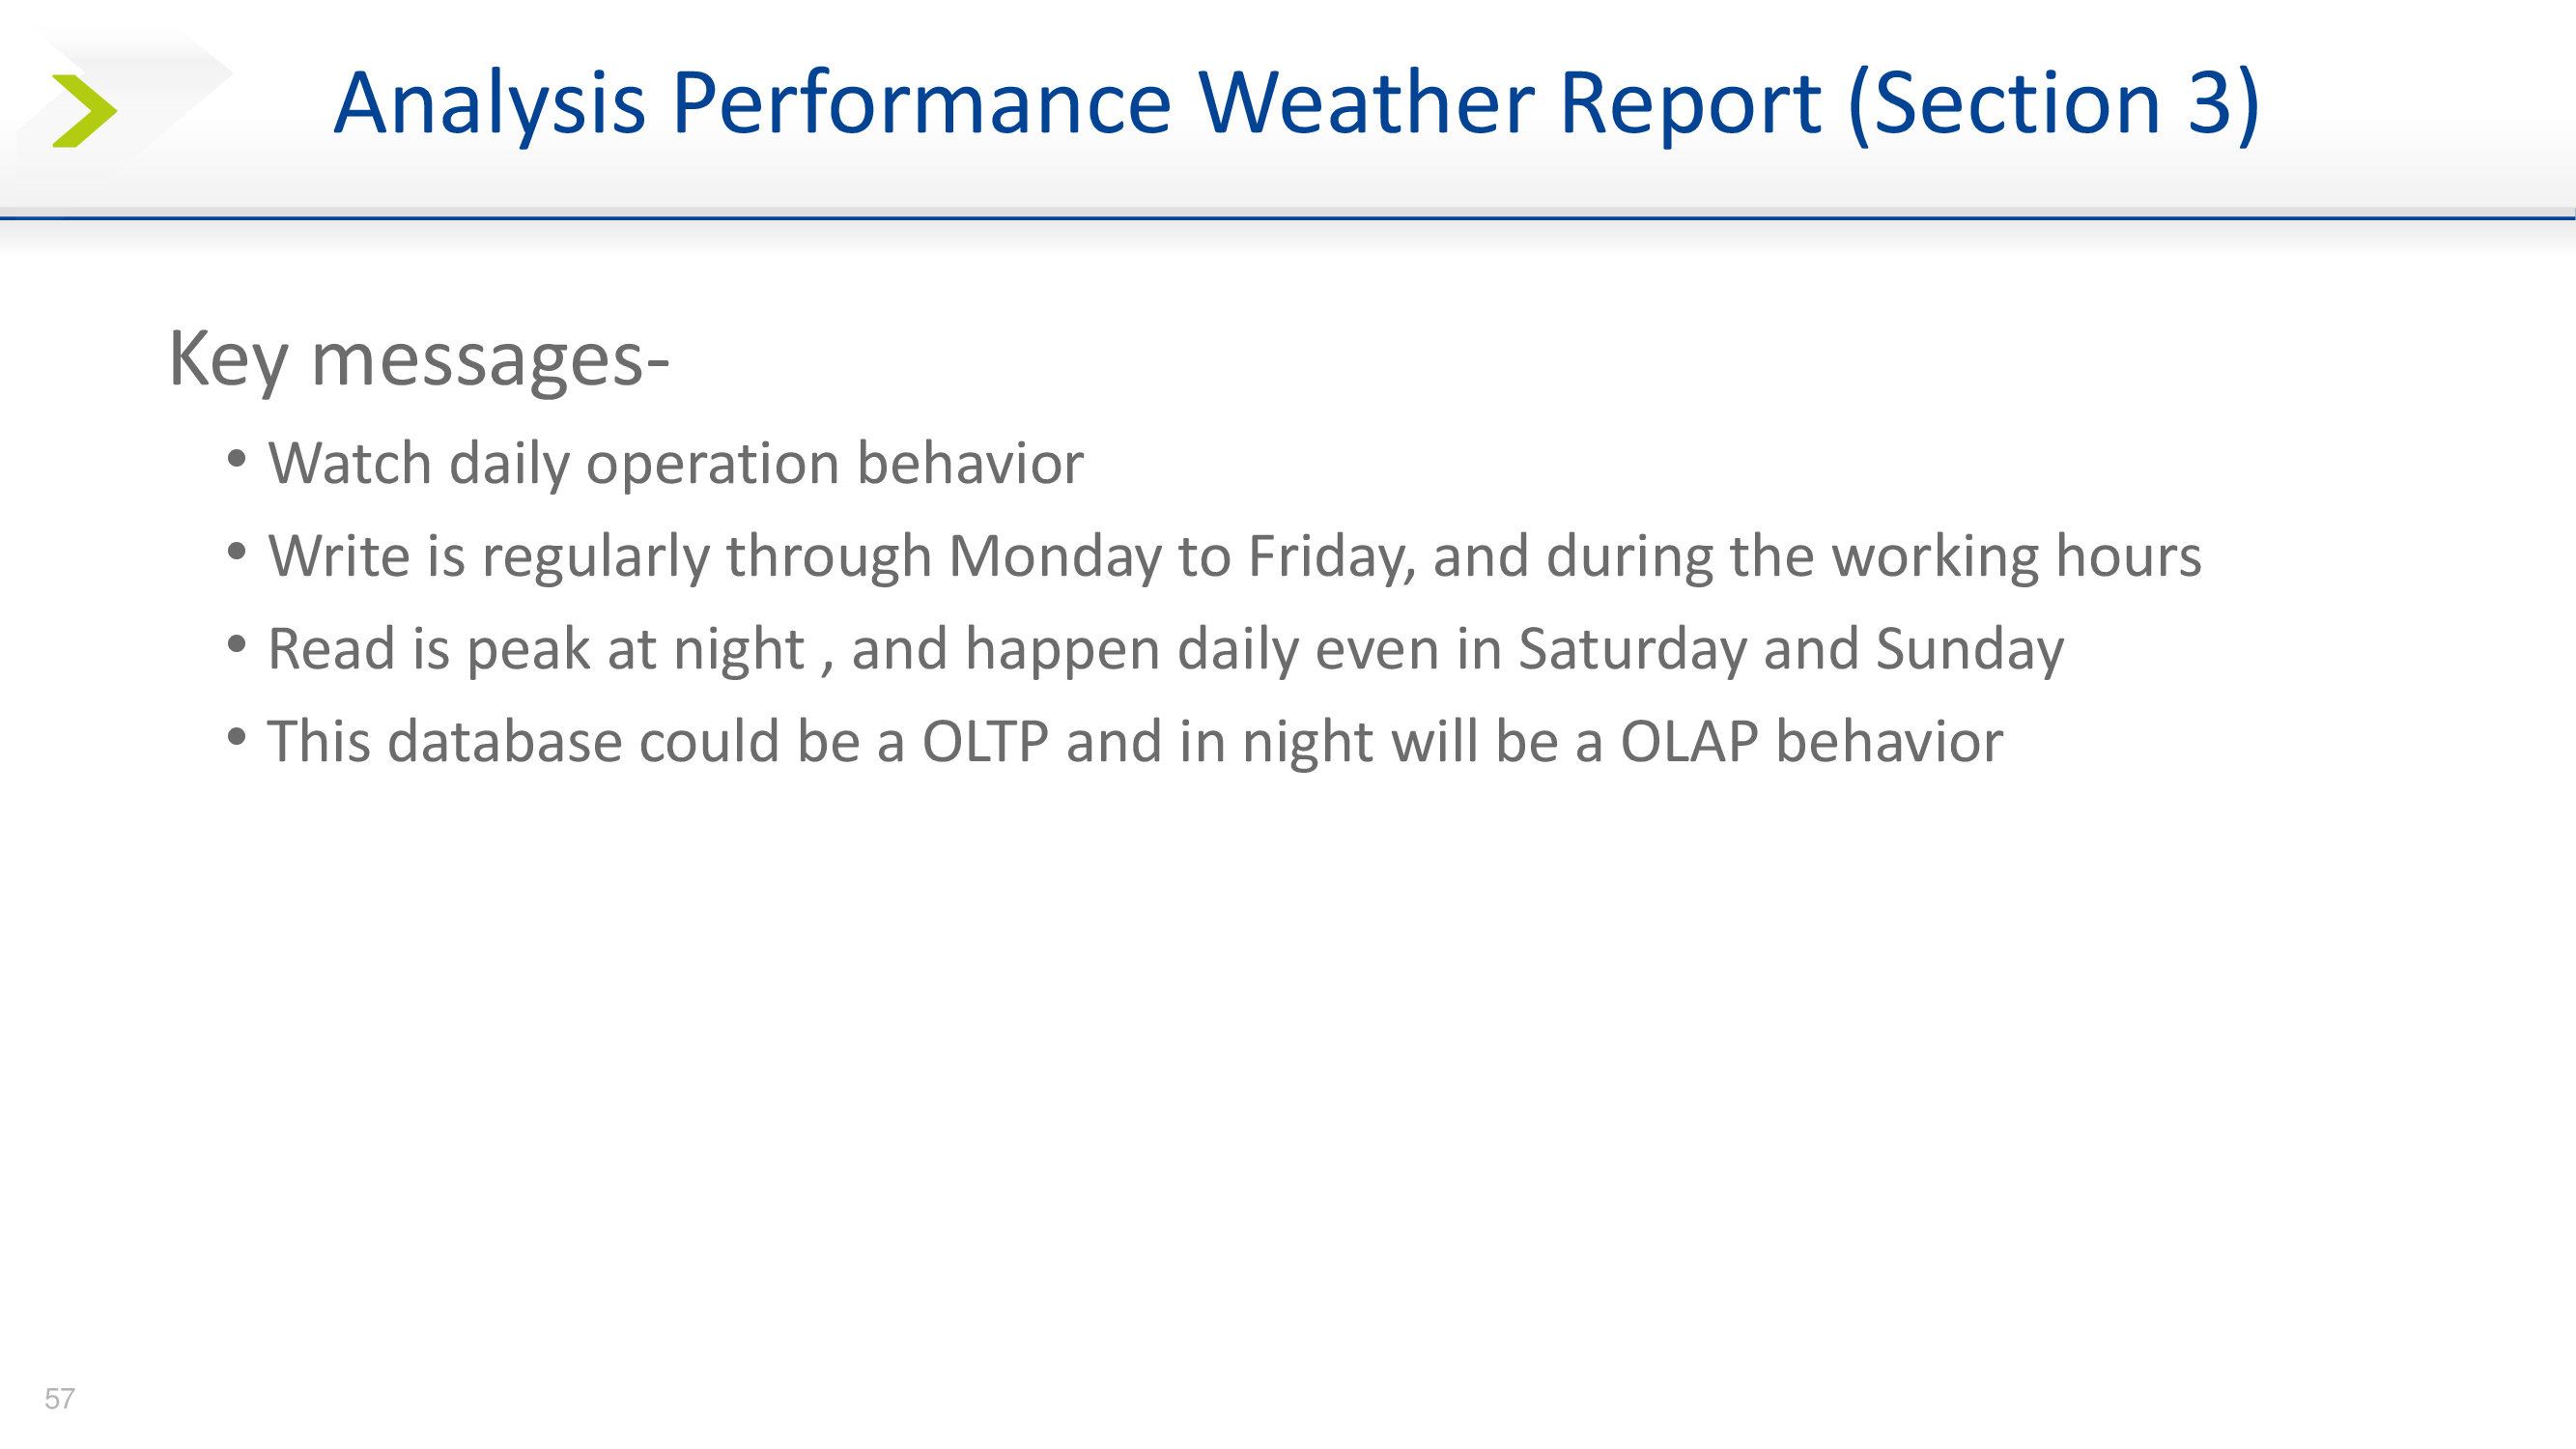 Analysis Performance Weather Report (Section 3)
Key messages-
• Watch daily operation behavior
• Write is regularly through Monday to Friday, and during the working hours
• Read is peak at night , and happen daily even in Saturday and Sunday
• This database could be a OLTP and in night will be a OLAP behavior
57